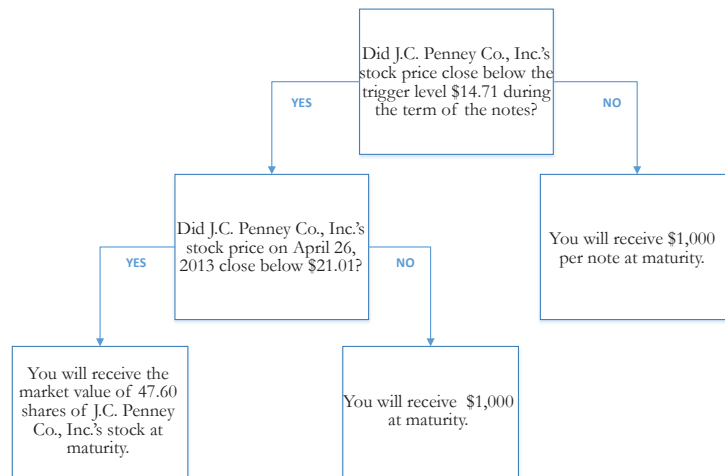 Did J.C. Penney Co., Inc.'s
stock price close below the
trigger level $14.71 during
the term of the notes?
YES
NO
Did J.C. Penney Co., Inc.'s
stock price on April 26,
2013 close below $21.01?
You will receive $1,000
per note at maturity.
YES
NO
You will receive the
market value of 47.60
shares of J.C. Penney
Co., Inc.'s stock at
maturity.
You will receive $1,000
at maturity.